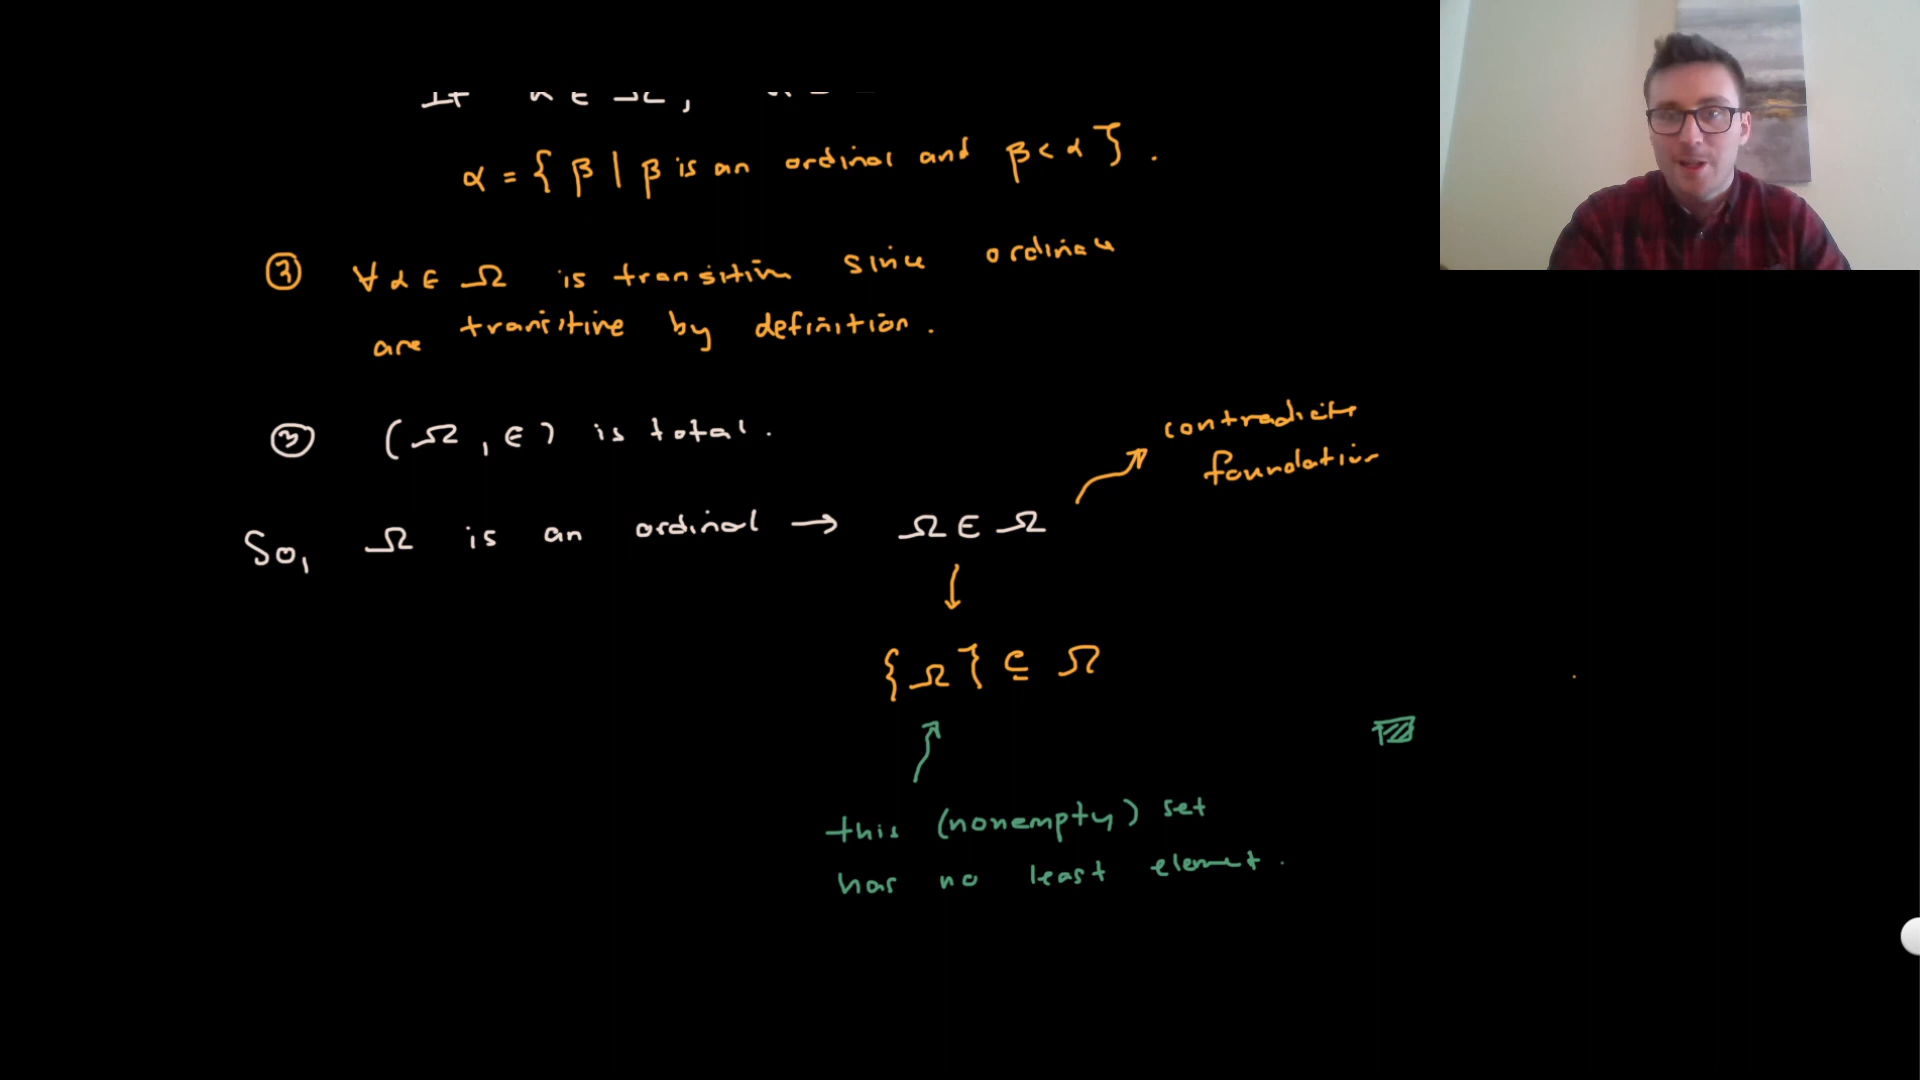 α = { β | β is an ordinal and β < α } .
② ∀ α ∈ Ω is transitive since ordinals
are transitive by definition .
③ (Ω , ∈) is total .
contradicts
foundation
So, Ω is an ordinal → Ω ∈ Ω
↓
{ Ω } ⊆ Ω
this (nonempty) set
has no least element .